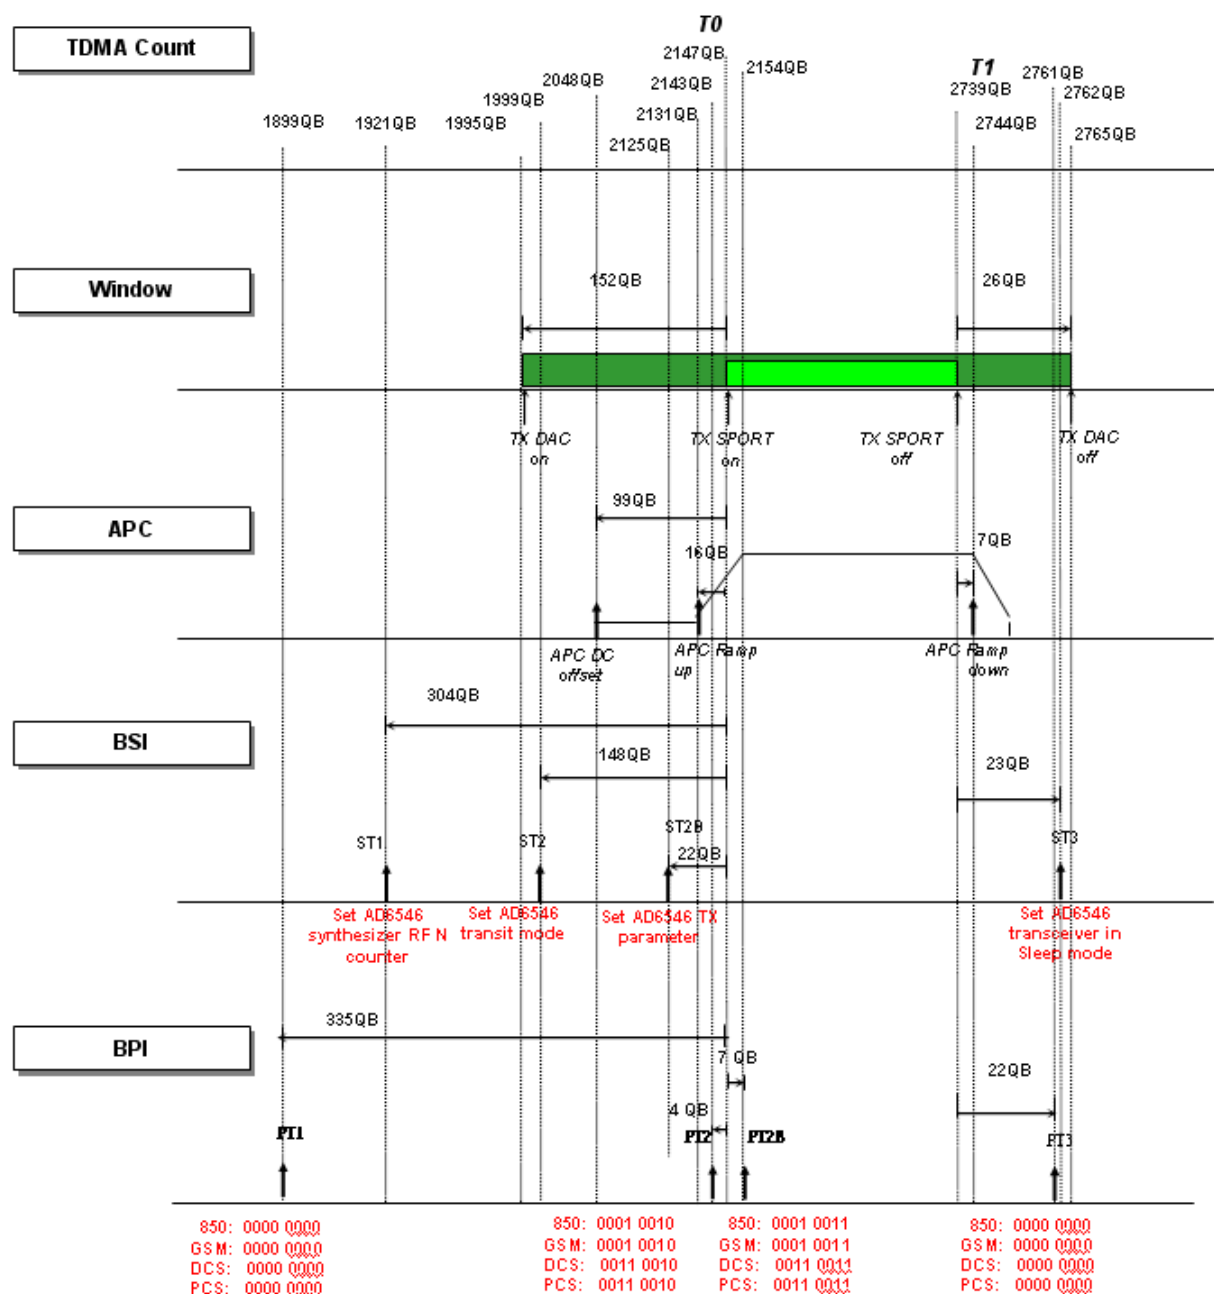 T0
TDMA Count
2147QB
2154QB
T1
2761QB
2048QB
2143QB
2739QB
2762QB
1999QB
2131QB
1899QB
1921QB
1995QB
2744QB
2765QB
2125QB
Window
152QB
26QB
TX DAC
on
TX SPORT
on
TX SPORT
off
TX DAC
off
APC
99QB
16QB
7QB
APC DC
offset
APC Ramp
up
APC Ramp
down
BSI
304QB
148QB
23QB
ST1
ST2
ST2B
22QB
ST3
Set AD6546
synthesizer RF N
counter
Set AD6546
transit mode
Set AD6546 TX
parameter
Set AD6546
transceiver in
Sleep mode
BPI
335QB
7 QB
22QB
4 QB
PT1
PT2
PT2B
PT3
850: 0000 0000
GSM: 0000 0000
DCS: 0000 0000
PCS: 0000 0000
850: 0001 0010
GSM: 0001 0010
DCS: 0011 0010
PCS: 0011 0010
850: 0001 0011
GSM: 0001 0011
DCS: 0011 0011
PCS: 0011 0011
850: 0000 0000
GSM: 0000 0000
DCS: 0000 0000
PCS: 0000 0000